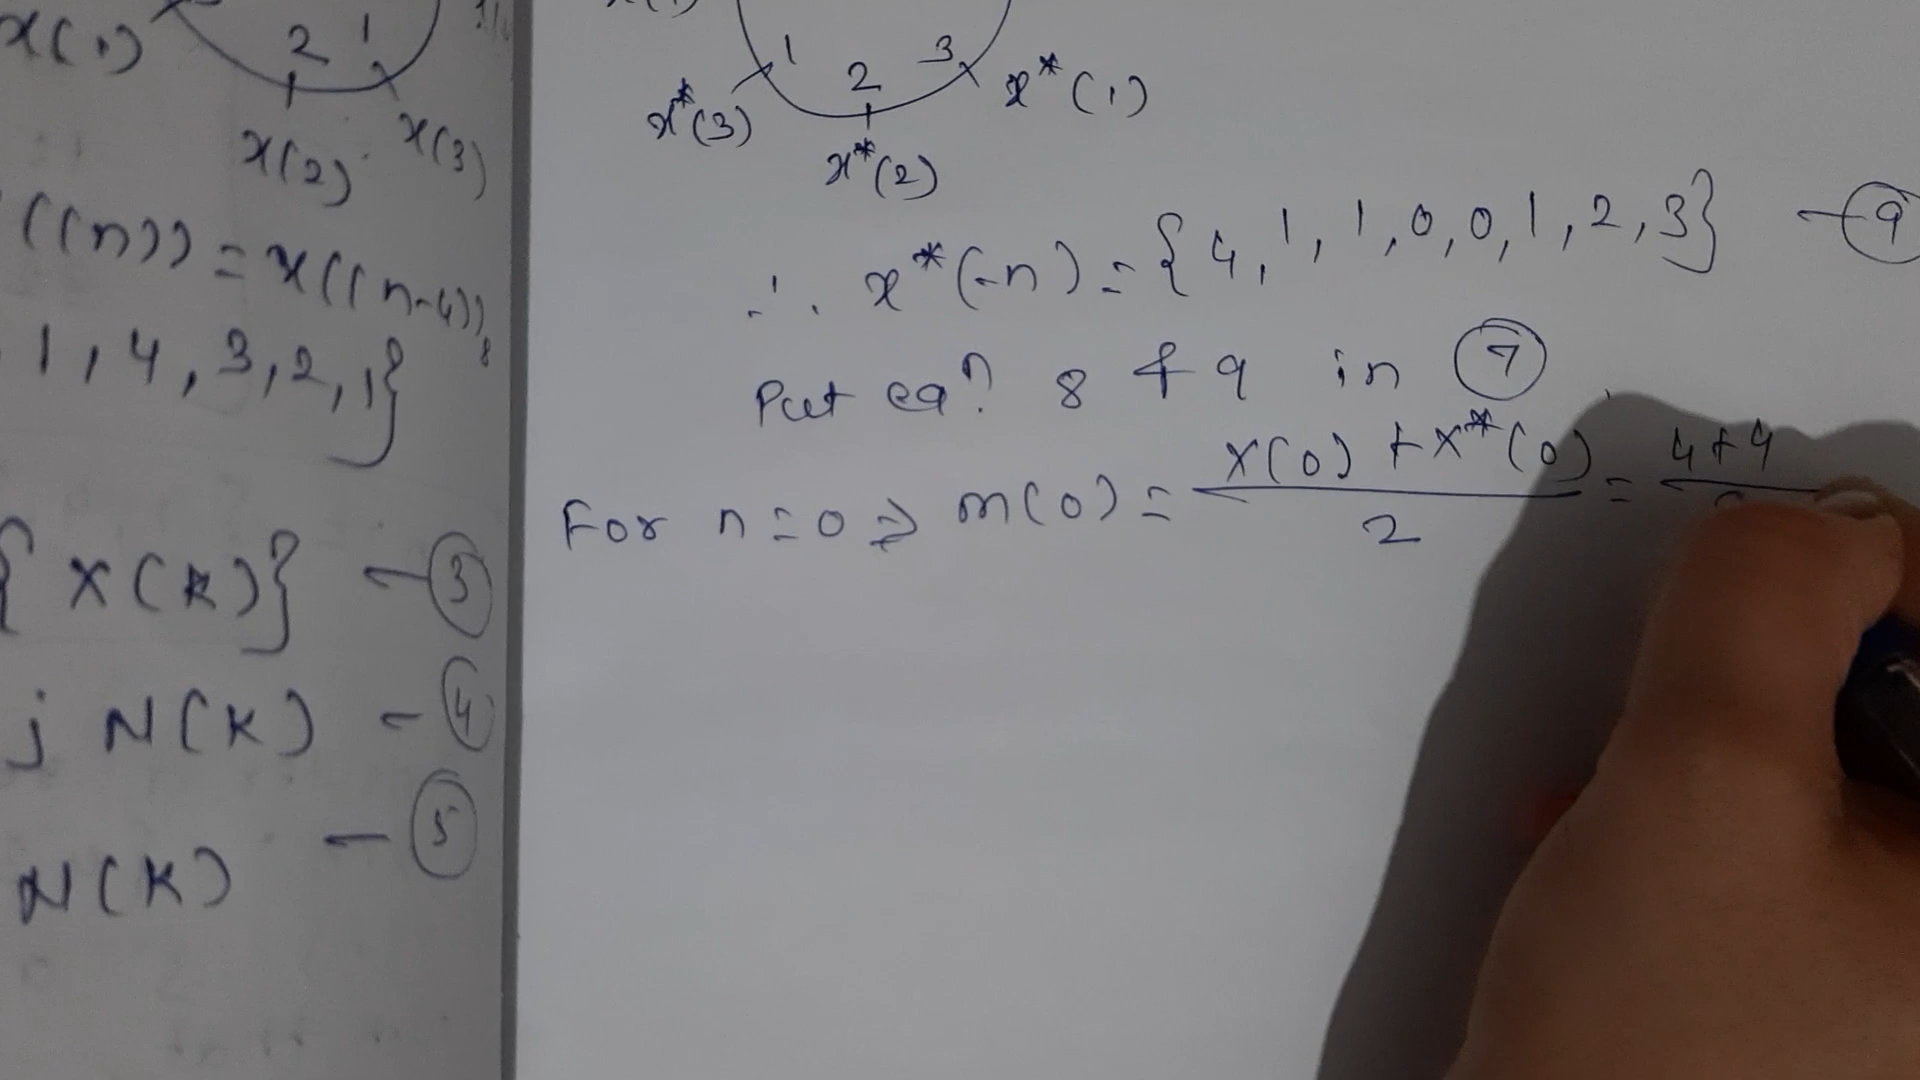 x(1) 2 1
x(2) x(3)
((n)) = x((n-4))8
1, 4, 3, 2, 1}
{x(k)} - 3
j N(k) - 4
N(k) - 5
1 2 3
x*(3) x*(2) x*(1)
∴ x*(-n) = {4, 1, 1, 0, 0, 1, 2, 3} - 9
Put eqn. 8 & 9 in 7
For n=0 ⇒ m(0) = x(0) + x*(0) / 2 = 4+4